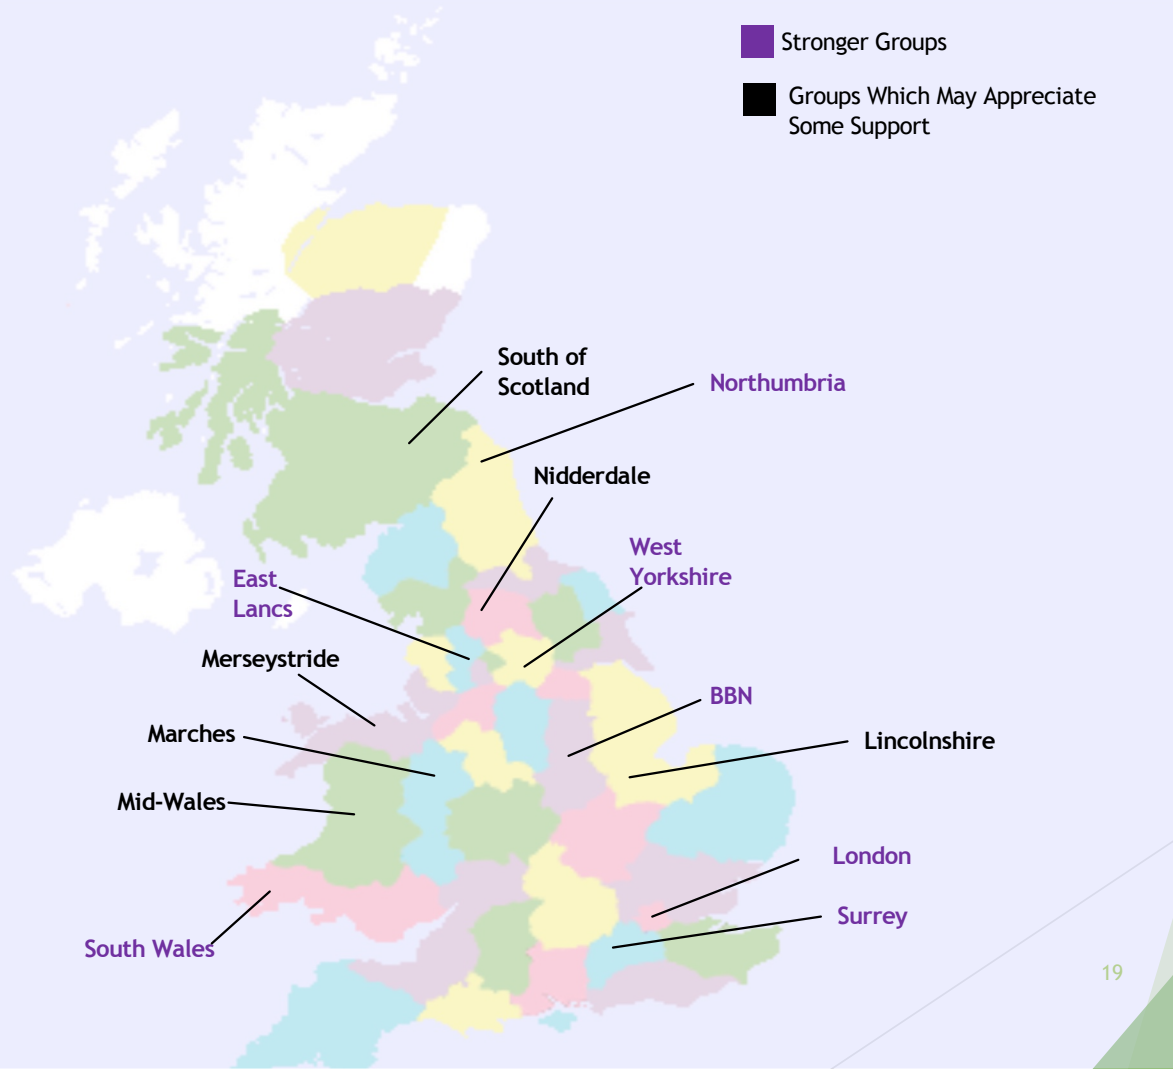 Stronger Groups
Groups Which May Appreciate
Some Support
South of
Scotland
Northumbria
Nidderdale
West
Yorkshire
East
Lancs
Merseystride
BBN
Marches
Lincolnshire
Mid-Wales
London
Surrey
South Wales
19